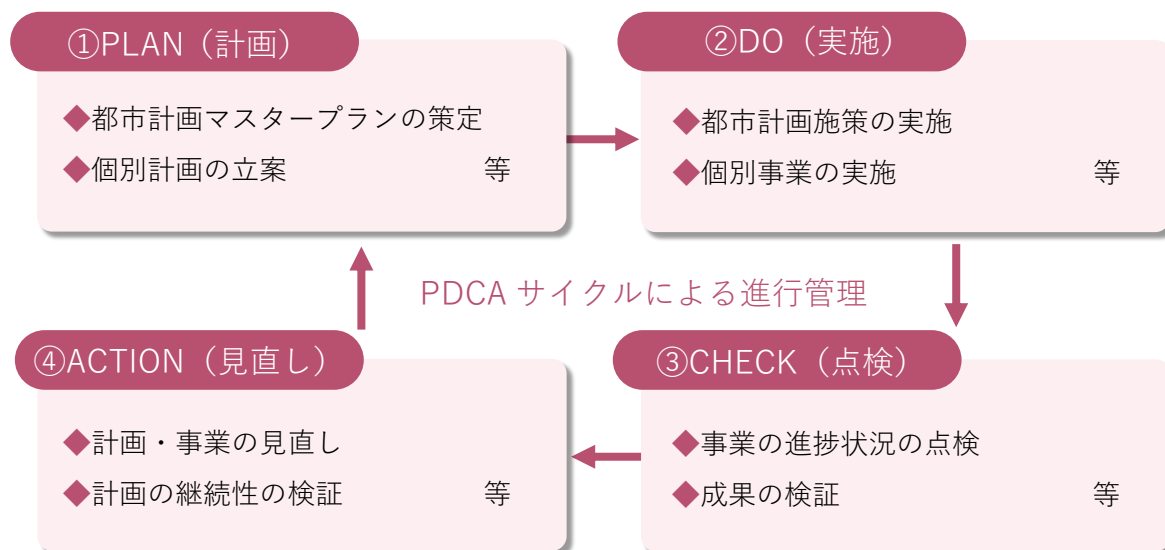 ①PLAN（計画）
◆都市計画マスタープランの策定
◆個別計画の立案 等
②DO（実施）
◆都市計画施策の実施
◆個別事業の実施 等
PDCA サイクルによる進行管理
④ACTION（見直し）
◆計画・事業の見直し
◆計画の継続性の検証 等
③CHECK（点検）
◆事業の進捗状況の点検
◆成果の検証 等